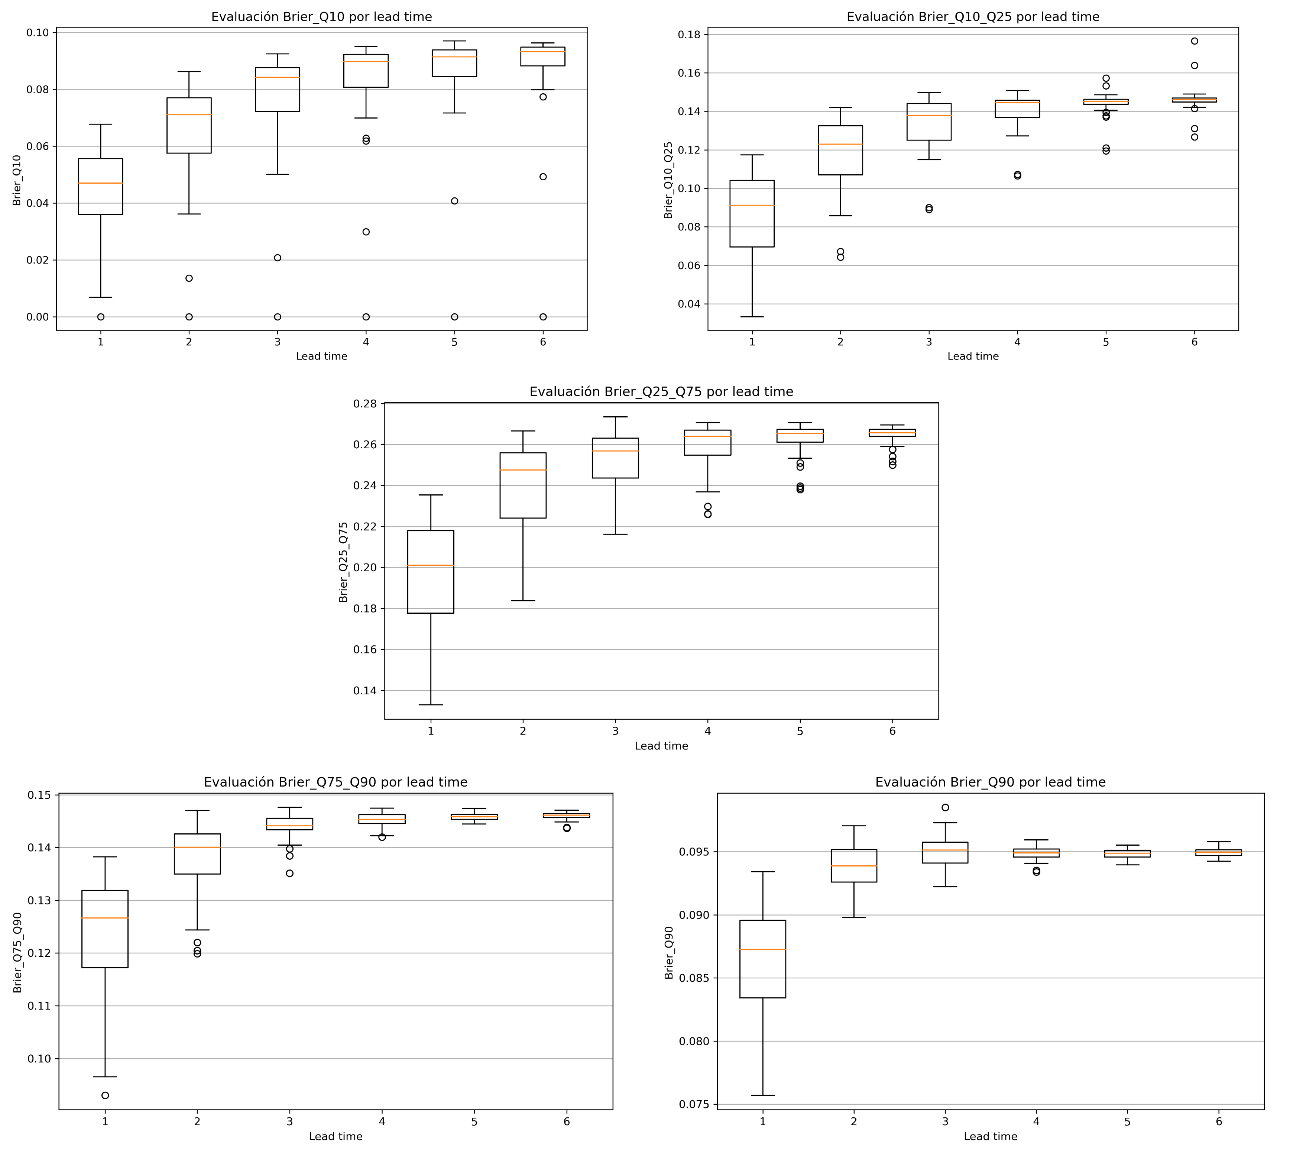 Evaluación Brier_Q10 por lead time
0.10
0.08
0.06
0.04
0.02
0.00
Brier_Q10
1 2 3 4 5 6
Lead time
Evaluación Brier_Q10_Q25 por lead time
0.18
0.16
0.14
0.12
0.10
0.08
0.06
0.04
Brier_Q10_Q25
1 2 3 4 5 6
Lead time
Evaluación Brier_Q25_Q75 por lead time
0.28
0.26
0.24
0.22
0.20
0.18
0.16
0.14
Brier_Q25_Q75
1 2 3 4 5 6
Lead time
Evaluación Brier_Q75_Q90 por lead time
0.15
0.14
0.13
0.12
0.11
0.10
Brier_Q75_Q90
1 2 3 4 5 6
Lead time
Evaluación Brier_Q90 por lead time
0.095
0.090
0.085
0.080
0.075
Brier_Q90
1 2 3 4 5 6
Lead time